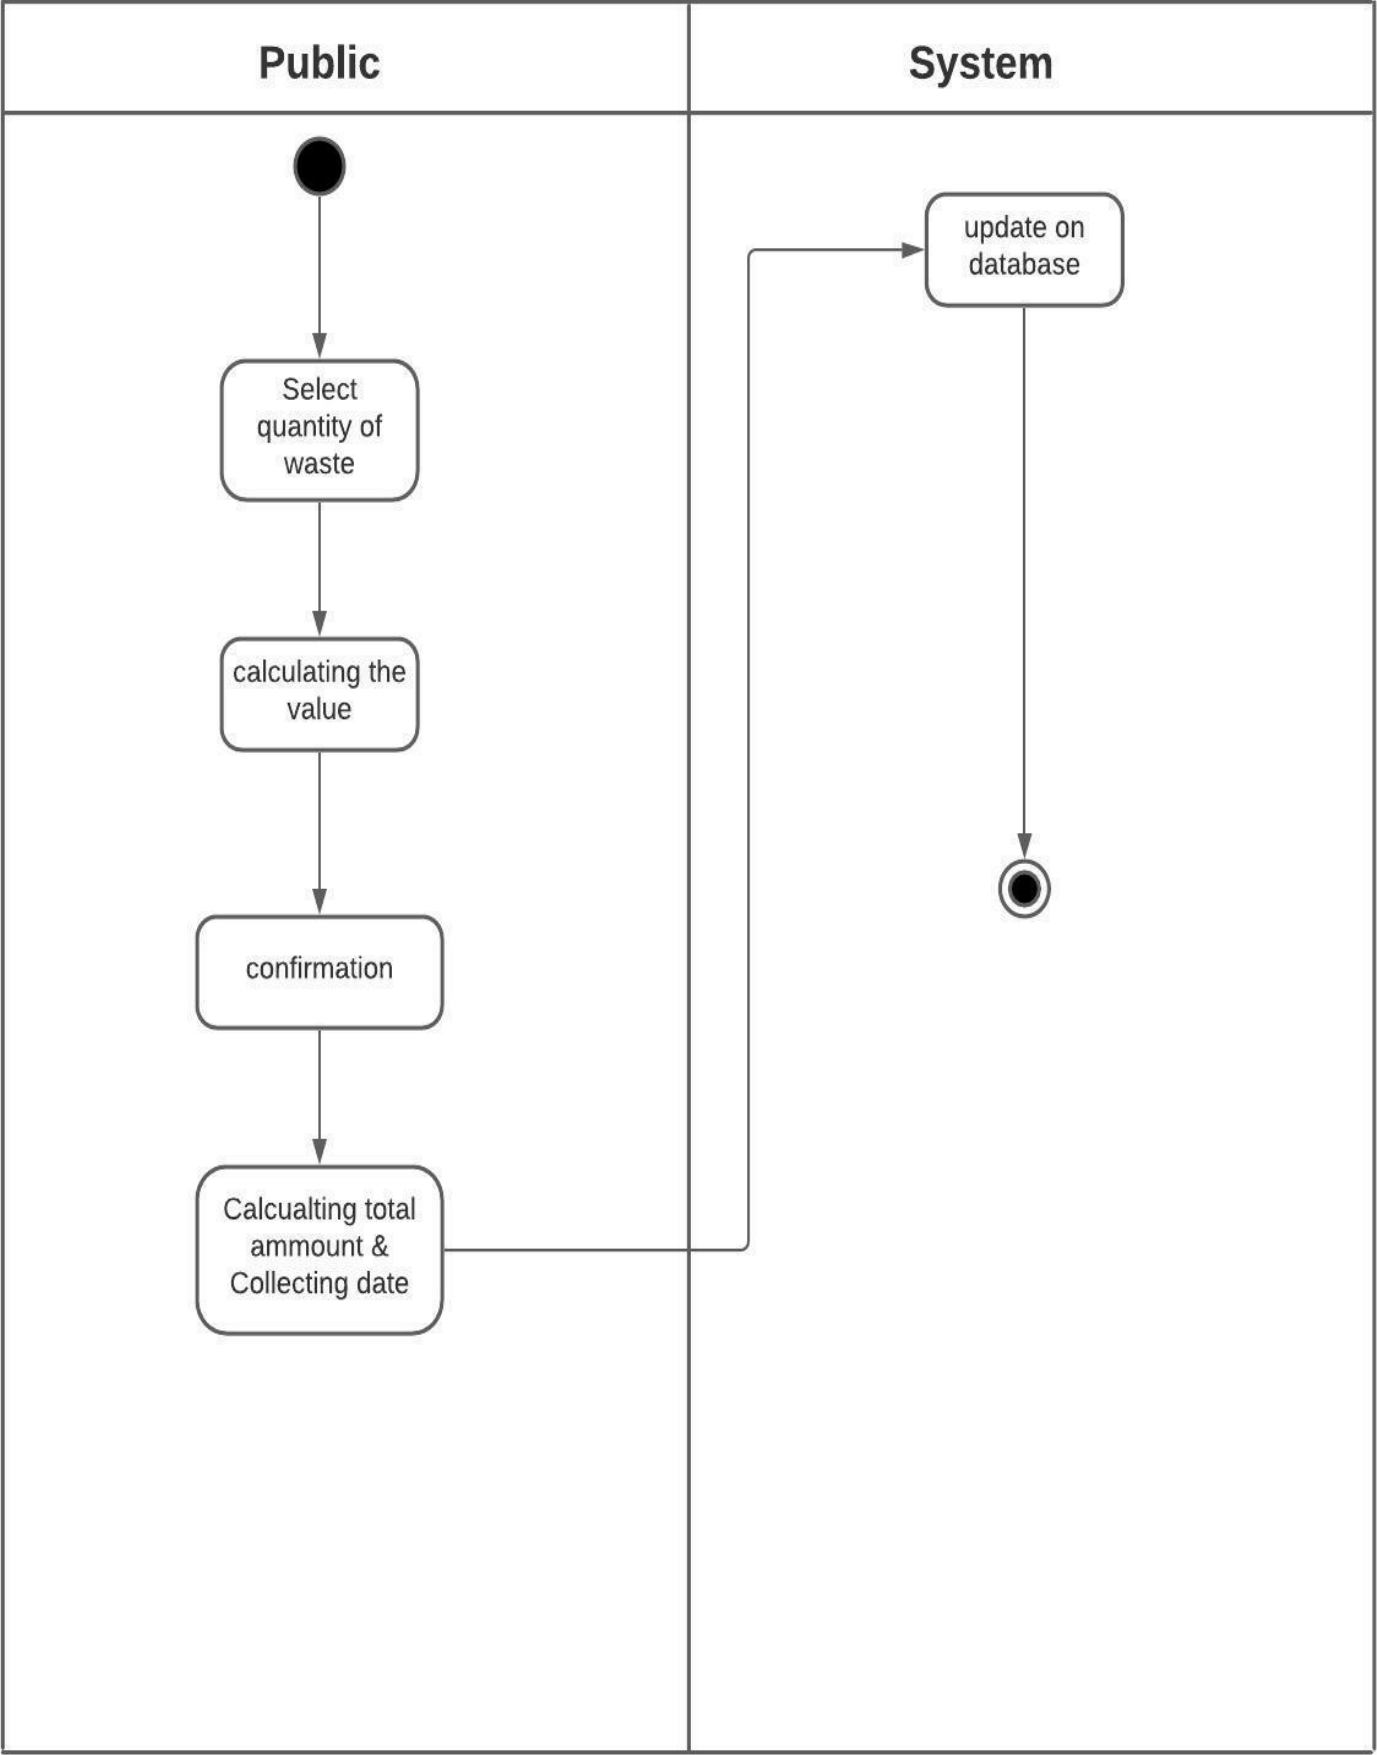 Public
System
Select
quantity of
waste
calculating the
value
confirmation
Calcualting total
ammount &
Collecting date
update on
database